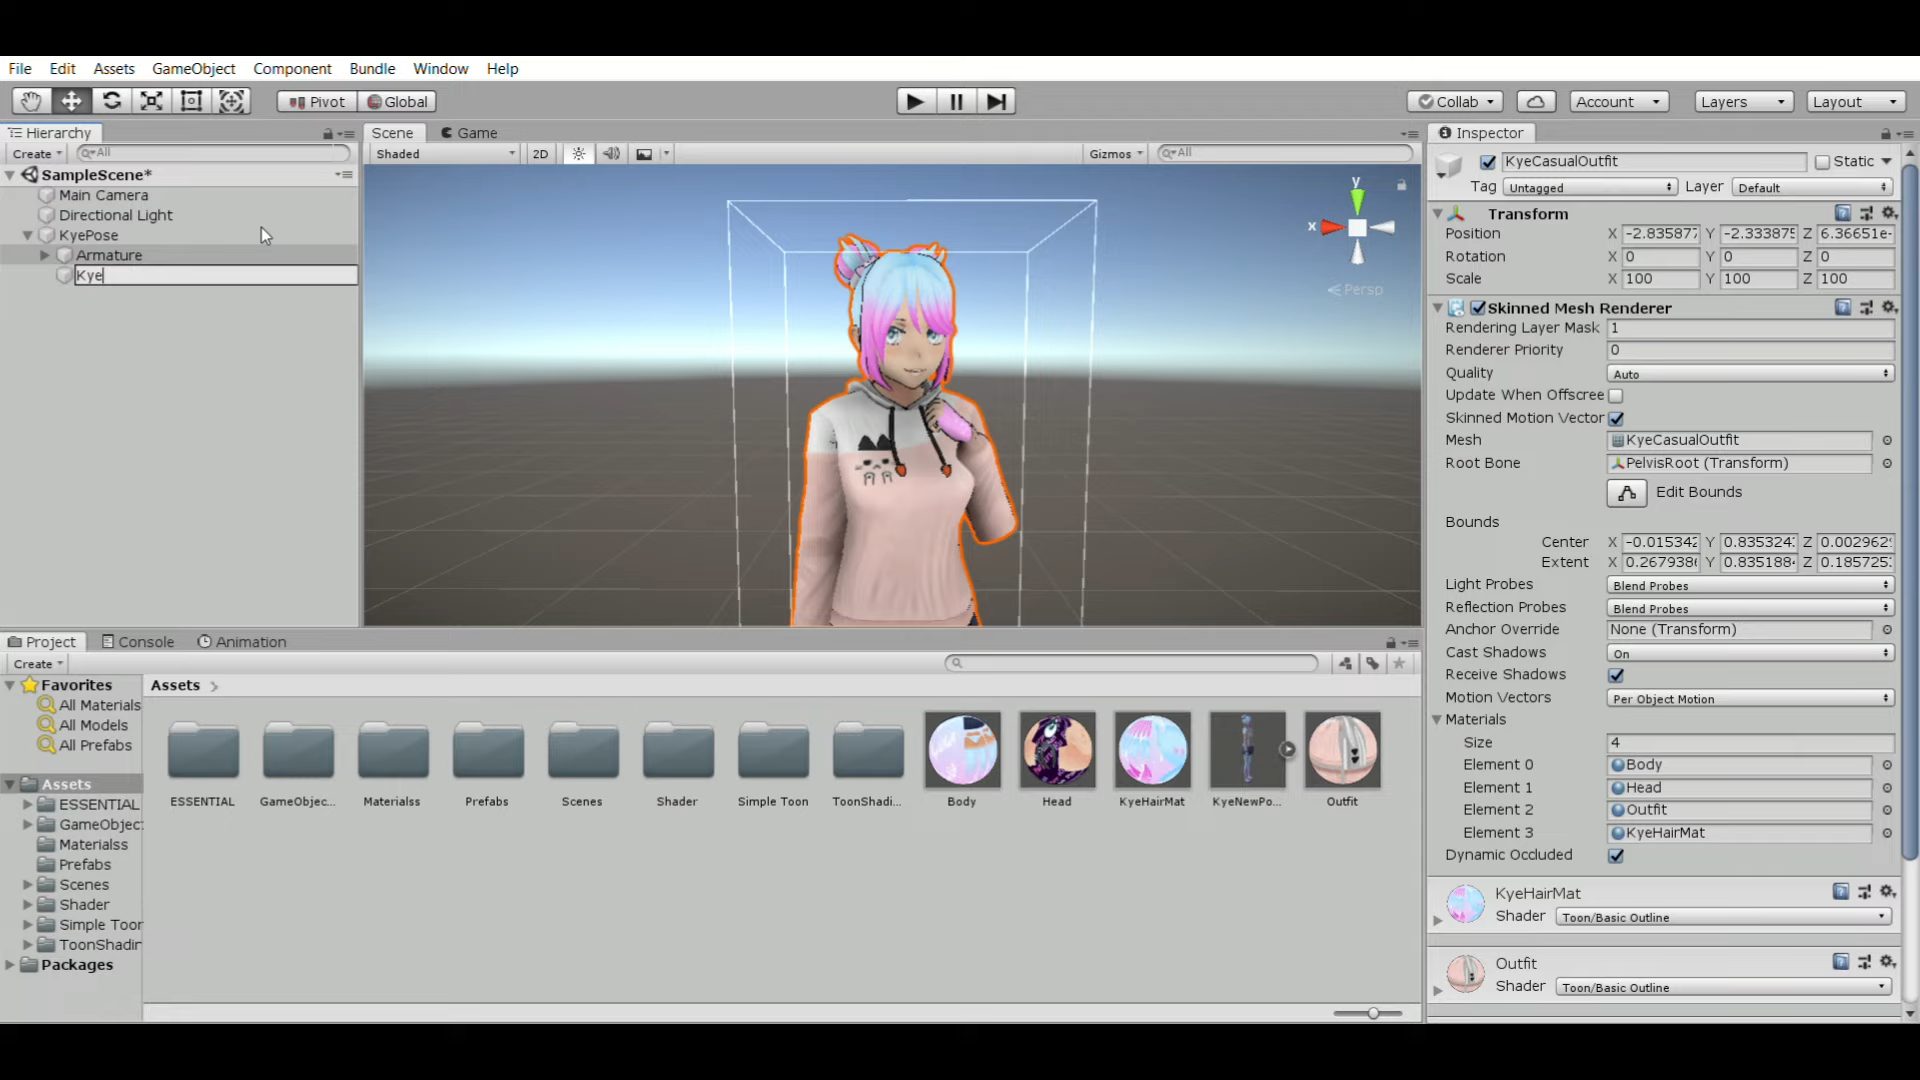 File Edit Assets GameObject Component Bundle Window Help
Pivot Global Collab Account Layers Layout
Hierarchy
Create All
SampleScene*
Main Camera
Directional Light
KyePose
Armature
Kye
Scene Game
Shaded 2D Gizmos All
y
x
Persp
Inspector
KyeCasualOutfit Static
Tag Untagged Layer Default
Transform
Position X -2.835877 Y -2.333875 Z 6.36651e-
Rotation X 0 Y 0 Z 0
Scale X 100 Y 100 Z 100
Skinned Mesh Renderer
Rendering Layer Mask 1
Renderer Priority 0
Quality Auto
Update When Offscree
Skinned Motion Vector
Mesh KyeCasualOutfit
Root Bone PelvisRoot (Transform)
Edit Bounds
Bounds
Center X -0.015342 Y 0.835324 Z 0.002962
Extent X 0.267938 Y 0.835188 Z 0.185725
Light Probes Blend Probes
Reflection Probes Blend Probes
Anchor Override None (Transform)
Cast Shadows On
Receive Shadows
Motion Vectors Per Object Motion
Materials
Size 4
Element 0 Body
Element 1 Head
Element 2 Outfit
Element 3 KyeHairMat
Dynamic Occluded
KyeHairMat
Shader Toon/Basic Outline
Outfit
Shader Toon/Basic Outline
Project Console Animation
Create
Favorites
All Materials
All Models
All Prefabs
Assets
ESSENTIAL
GameObjec
Materialss
Prefabs
Scenes
Shader
Simple Toor
ToonShadir
Packages
Assets
ESSENTIAL GameObjec... Materialss Prefabs Scenes Shader Simple Toon ToonShadi... Body Head KyeHairMat KyeNewPo... Outfit